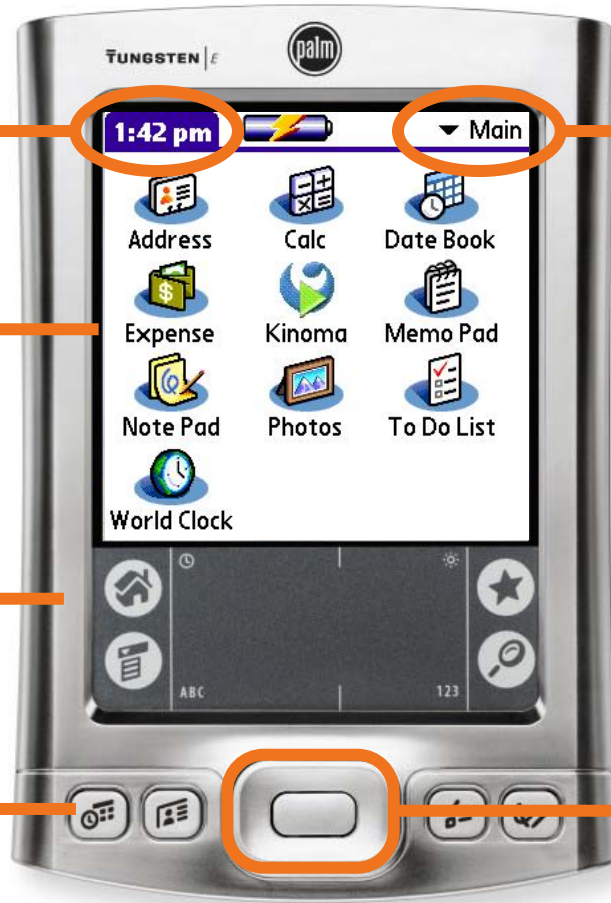 TUNGSTEN | E
palm
1:42 pm Main
Address Calc Date Book
Expense Kinoma Memo Pad
Note Pad Photos To Do List
World Clock
ABC 123